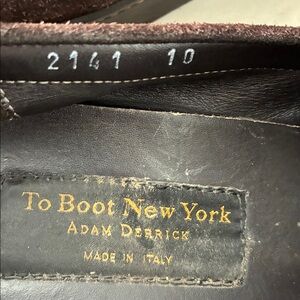 2141 10
To Boot New York
ADAM DERRICK
MADE IN ITALY